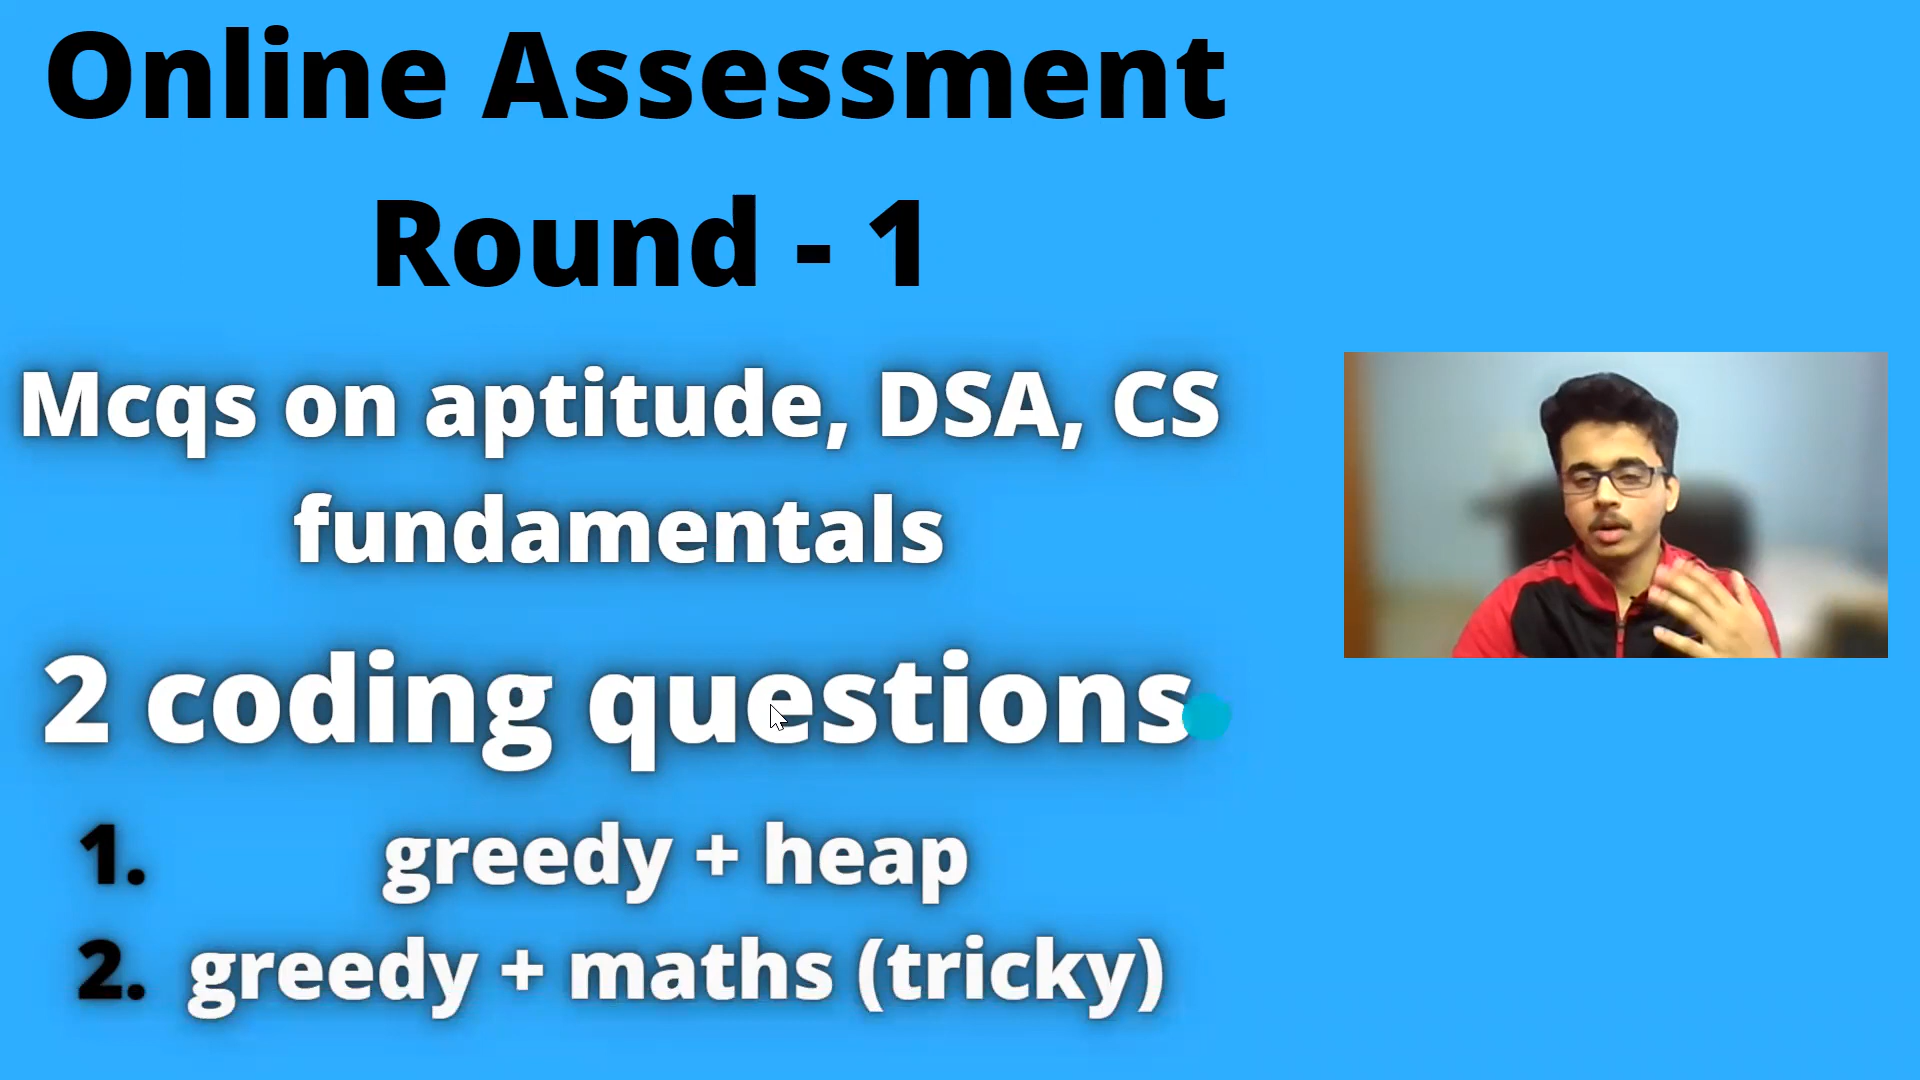 Online Assessment
Round - 1
Mcqs on aptitude, DSA, CS
fundamentals
2 coding questions
1. greedy + heap
2. greedy + maths (tricky)